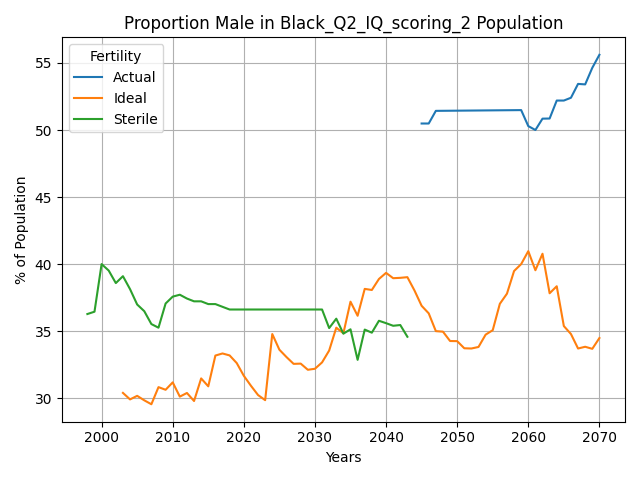 Proportion Male in Black_Q2_IQ_scoring_2 Population
Fertility
Actual
Ideal
Sterile
% of Population
55
50
45
40
35
30
2000 2010 2020 2030 2040 2050 2060 2070
Years